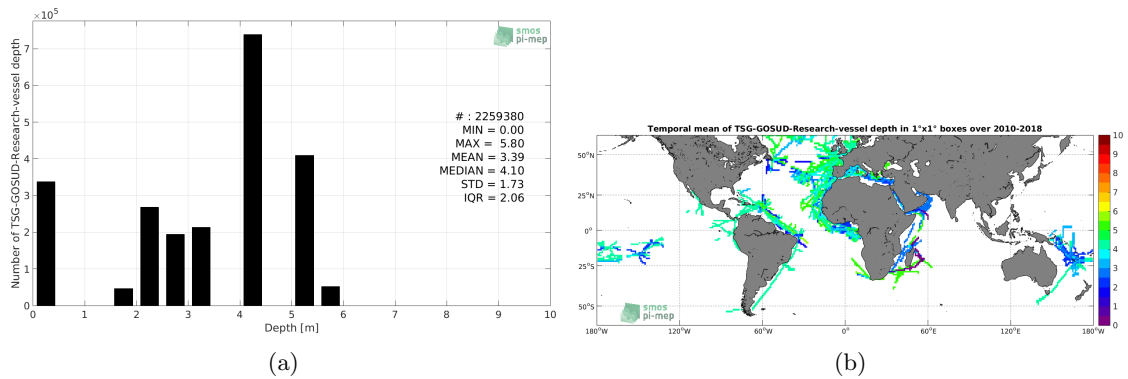 ×10⁵
7
6
5
4
3
2
1
0
Number of TSG-GOSUD-Research-vessel depth
smos
pi-mep
# : 2259380
MIN = 0.00
MAX = 5.80
MEAN = 3.39
MEDIAN = 4.10
STD = 1.73
IQR = 2.06
0 1 2 3 4 5 6 7 8 9 10
Depth [m]
(a)
Temporal mean of TSG-GOSUD-Research-vessel depth in 1°x1° boxes over 2010-2018
50°N
25°N
0°
25°S
50°S
smos
pi-mep
180°W 120°W 60°W 0° 60°E 120°E 180°W
10
9
8
7
6
5
4
3
2
1
0
(b)